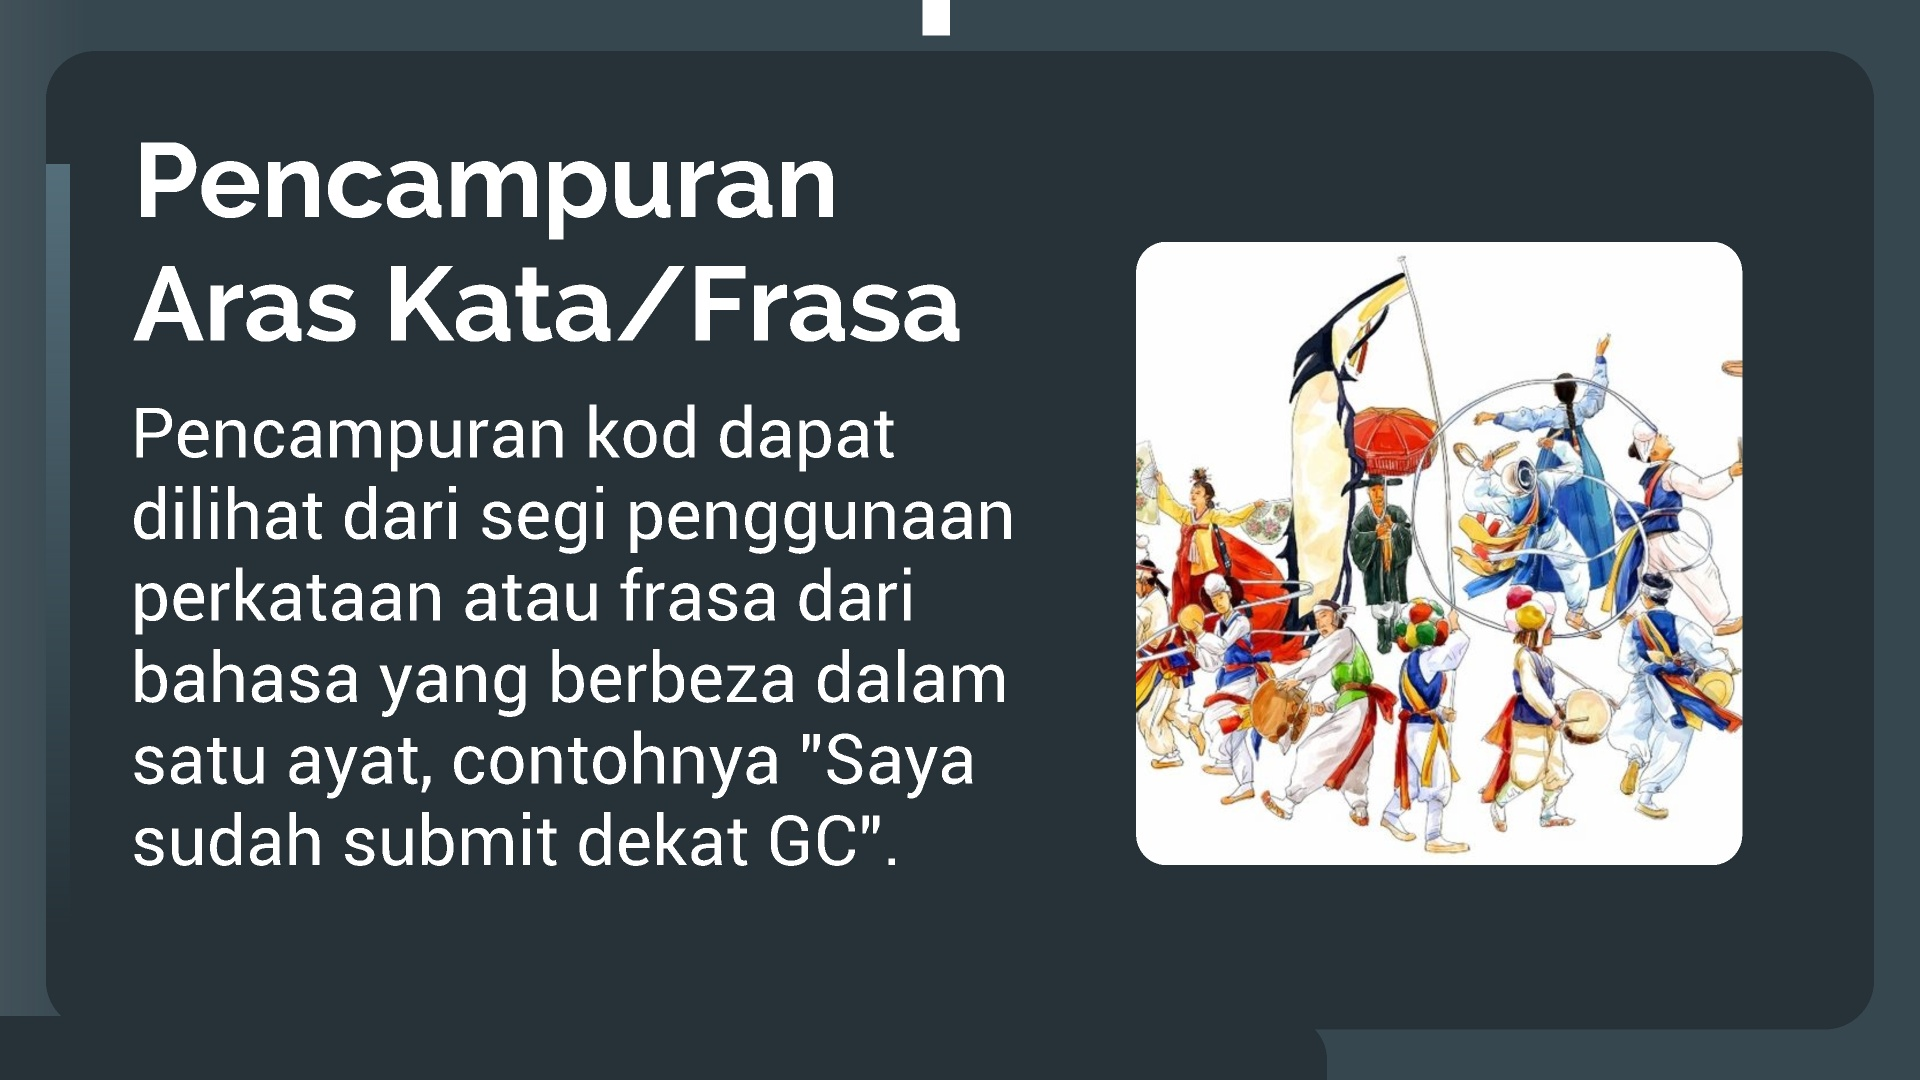 Pencampuran
Aras Kata/Frasa
Pencampuran kod dapat
dilihat dari segi penggunaan
perkataan atau frasa dari
bahasa yang berbeza dalam
satu ayat, contohnya "Saya
sudah submit dekat GC".